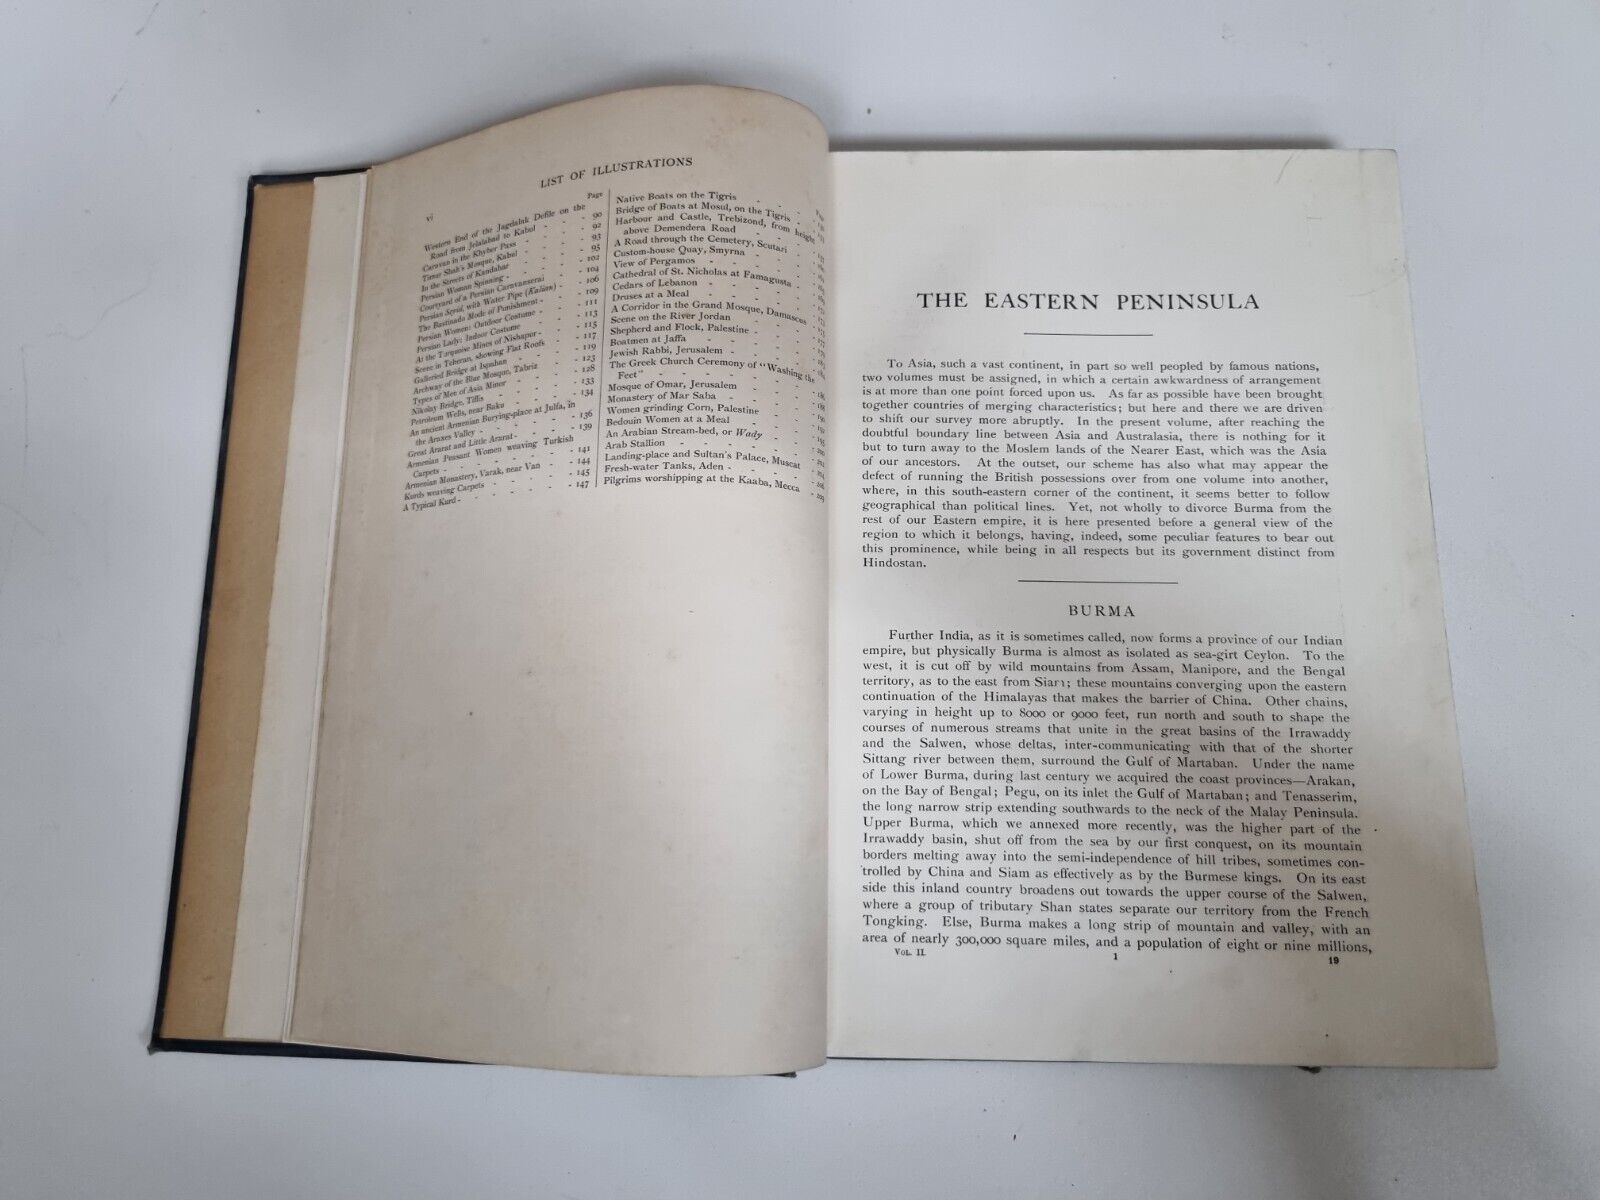 vi
LIST OF ILLUSTRATIONS
Page
Western End of the Jagdalak Defile on the
Road from Jelalabad to Kabul - - - 90
Caravan in the Khyber Pass - - - 92
Timur Shah's Mosque, Kabul - - - 93
In the Streets of Kandahar - - - 95
Persian Woman Spinning - - - 102
Courtyard of a Persian Caravanserai - - 104
Persian Seyid, with Water Pipe (Kalian) - - 106
The Bastinado Mode of Punishment - - 109
Persian Women: Outdoor Costume - - 111
Persian Lady: Indoor Costume - - 113
At the Turquoise Mines of Nishapur - - 115
Scene in Teheran, showing Flat Roofs - - 117
Galleried Bridge at Ispahan - - 119
Archway of the Blue Mosque, Tabriz - - 123
Types of Men of Asia Minor - - - 128
Nikolay Bridge, Tiflis - - - 133
Petroleum Wells, near Baku - - - 134
An ancient Armenian Burying-place at Julfa, in
the Araxes Valley - - - 136
Great Ararat and Little Ararat - - - 139
Armenian Peasant Women weaving Turkish
Carpets - - - 141
Armenian Monastery, Varak, near Van - - 144
Kurds weaving Carpets - - - 145
A Typical Kurd - - - 147
Native Boats on the Tigris
Bridge of Boats at Mosul, on the Tigris
Harbour and Castle, Trebizond, from height
above Demendera Road
A Road through the Cemetery, Scutari
Custom-house Quay, Smyrna
View of Pergamos
Cathedral of St. Nicholas at Famagusta
Cedars of Lebanon
Druses at a Meal
A Corridor in the Grand Mosque, Damascus
Scene on the River Jordan
Shepherd and Flock, Palestine
Boatmen at Jaffa
Jewish Rabbi, Jerusalem
The Greek Church Ceremony of "Washing the
Feet"
Mosque of Omar, Jerusalem
Monastery of Mar Saba
Women grinding Corn, Palestine
Bedouin Women at a Meal
An Arabian Stream-bed, or Wady
Arab Stallion
Landing-place and Sultan's Palace, Muscat
Fresh-water Tanks, Aden
Pilgrims worshipping at the Kaaba, Mecca
THE EASTERN PENINSULA
To Asia, such a vast continent, in part so well peopled by famous nations,
two volumes must be assigned, in which a certain awkwardness of arrangement
is at more than one point forced upon us. As far as possible have been brought
together countries of merging characteristics; but here and there we are driven
to shift our survey more abruptly. In the present volume, after reaching the
doubtful boundary line between Asia and Australasia, there is nothing for it
but to turn away to the Moslem lands of the Nearer East, which was the Asia
of our ancestors. At the outset, our scheme has also what may appear the
defect of running the British possessions over from one volume into another,
where, in this south-eastern corner of the continent, it seems better to follow
geographical than political lines. Yet, not wholly to divorce Burma from the
rest of our Eastern empire, it is here presented before a general view of the
region to which it belongs, having, indeed, some peculiar features to bear out
this prominence, while being in all respects but its government distinct from
Hindostan.
BURMA
Further India, as it is sometimes called, now forms a province of our Indian
empire, but physically Burma is almost as isolated as sea-girt Ceylon. To the
west, it is cut off by wild mountains from Assam, Manipore, and the Bengal
territory, as to the east from Siam; these mountains converging upon the eastern
continuation of the Himalayas that makes the barrier of China. Other chains,
varying in height up to 8000 or 9000 feet, run north and south to shape the
courses of numerous streams that unite in the great basins of the Irrawaddy
and the Salwen, whose deltas, inter-communicating with that of the shorter
Sittang river between them, surround the Gulf of Martaban. Under the name
of Lower Burma, during last century we acquired the coast provinces—Arakan,
on the Bay of Bengal; Pegu, on its inlet the Gulf of Martaban; and Tenasserim,
the long narrow strip extending southwards to the neck of the Malay Peninsula.
Upper Burma, which we annexed more recently, was the higher part of the
Irrawaddy basin, shut off from the sea by our first conquest, on its mountain
borders melting away into the semi-independence of hill tribes, sometimes con-
trolled by China and Siam as effectively as by the Burmese kings. On its east
side this inland country broadens out towards the upper course of the Salwen,
where a group of tributary Shan states separate our territory from the French
Tongking. Else, Burma makes a long strip of mountain and valley, with an
area of nearly 300,000 square miles, and a population of eight or nine millions,
VOL. II. 1 19